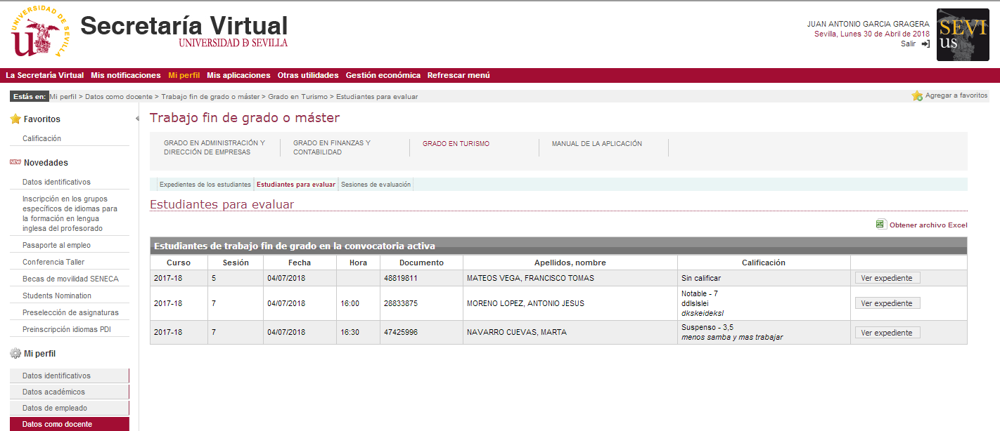 UNIVERSIDAD DE SEVILLA
Secretaría Virtual
UNIVERSIDAD Ð SEVILLA
JUAN ANTONIO GARCIA GRAGERA
Sevilla, Lunes 30 de Abril de 2018
Salir
SEVI
us
La Secretaría Virtual Mis notificaciones Mi perfil Mis aplicaciones Otras utilidades Gestión económica Refrescar menú
Estás en: Mi perfil > Datos como docente > Trabajo fin de grado o máster > Grado en Turismo > Estudiantes para evaluar
Agregar a favoritos
Favoritos
Calificación
NEW Novedades
Datos identificativos
Inscripción en los grupos
específicos de idiomas para
la formación en lengua
inglesa del profesorado
Pasaporte al empleo
Conferencia Taller
Becas de movilidad SENECA
Students Nomination
Preselección de asignaturas
Preinscripción idiomas PDI
Mi perfil
Datos identificativos
Datos académicos
Datos de empleado
Datos como docente
Trabajo fin de grado o máster
GRADO EN ADMINISTRACIÓN Y
DIRECCIÓN DE EMPRESAS
GRADO EN FINANZAS Y
CONTABILIDAD
GRADO EN TURISMO
MANUAL DE LA APLICACIÓN
Expedientes de los estudiantes Estudiantes para evaluar Sesiones de evaluación
Estudiantes para evaluar
Obtener archivo Excel
Estudiantes de trabajo fin de grado en la convocatoria activa
Curso Sesión Fecha Hora Documento Apellidos, nombre Calificación
2017-18 5 04/07/2018 48819811 MATEOS VEGA, FRANCISCO TOMAS Sin calificar Ver expediente
2017-18 7 04/07/2018 16:00 28833875 MORENO LOPEZ, ANTONIO JESUS Notable - 7
ddlslslei
dkskeideksl
Ver expediente
2017-18 7 04/07/2018 16:30 47425996 NAVARRO CUEVAS, MARTA Suspenso - 3,5
menos samba y mas trabajar
Ver expediente